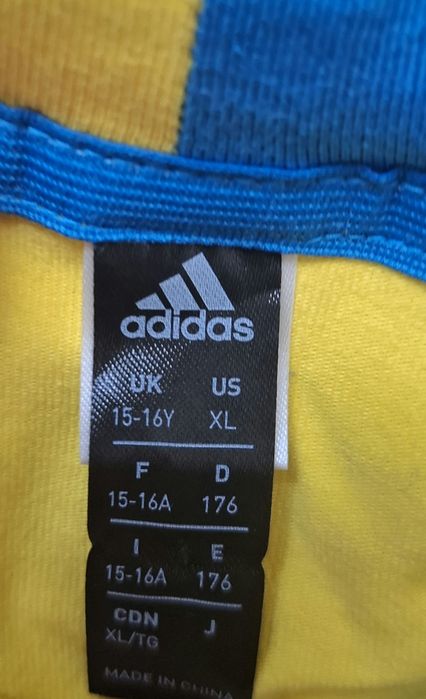 adidas
UK US
15-16Y XL
F D
15-16A 176
I E
15-16A 176
CDN J
XL/TG
MADE IN CHINA